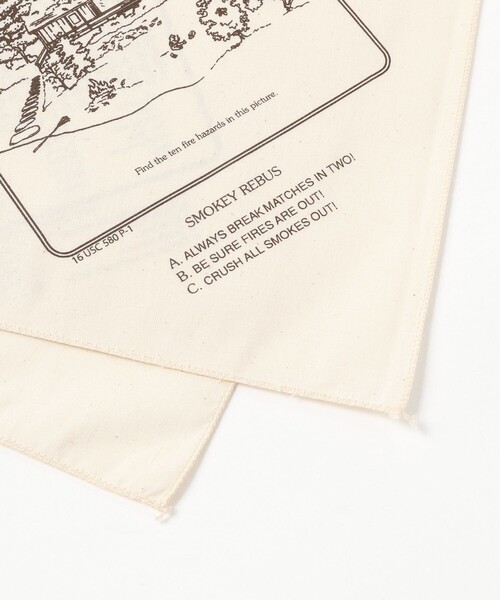 Find the ten fire hazards in this picture.
16 USC 580 P-1
SMOKEY REBUS
A. ALWAYS BREAK MATCHES IN TWO!
B. BE SURE FIRES ARE OUT!
C. CRUSH ALL SMOKES OUT!